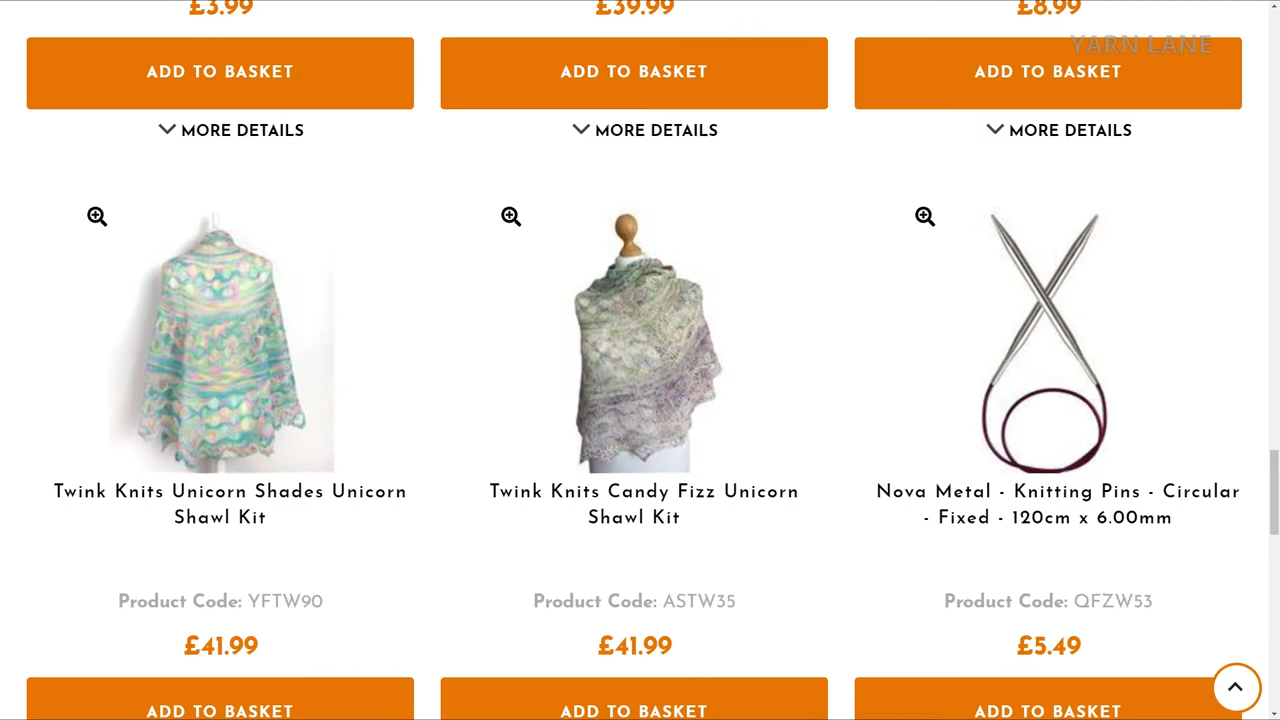 £3.99
£39.99
£8.99
YARN LANE
ADD TO BASKET
ADD TO BASKET
ADD TO BASKET
MORE DETAILS
MORE DETAILS
MORE DETAILS
Twink Knits Unicorn Shades Unicorn
Shawl Kit
Twink Knits Candy Fizz Unicorn
Shawl Kit
Nova Metal - Knitting Pins - Circular
- Fixed - 120cm x 6.00mm
Product Code: YFTW90
Product Code: ASTW35
Product Code: QFZW53
£41.99
£41.99
£5.49
ADD TO BASKET
ADD TO BASKET
ADD TO BASKET